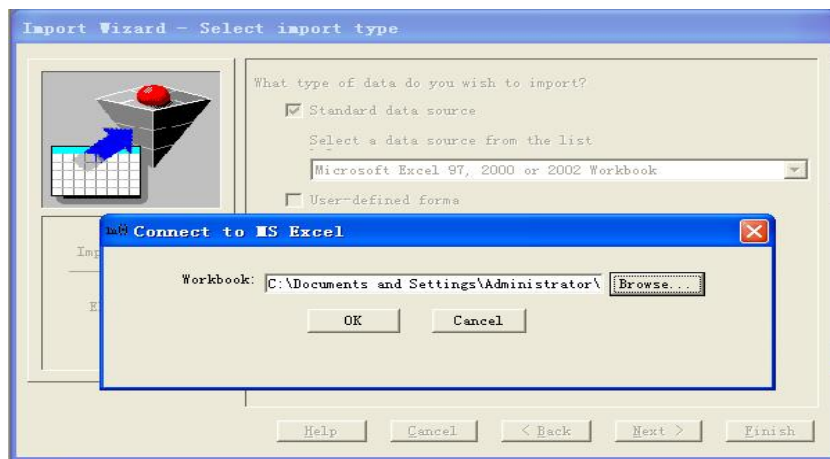 Import Wizard - Select import type
What type of data do you wish to import?
Standard data source
Select a data source from the list
Microsoft Excel 97, 2000 or 2002 Workbook
User-defined forma
Connect to MS Excel
Workbook: C:\Documents and Settings\Administrator\ Browse...
OK Cancel
Help Cancel < Back Next > Finish